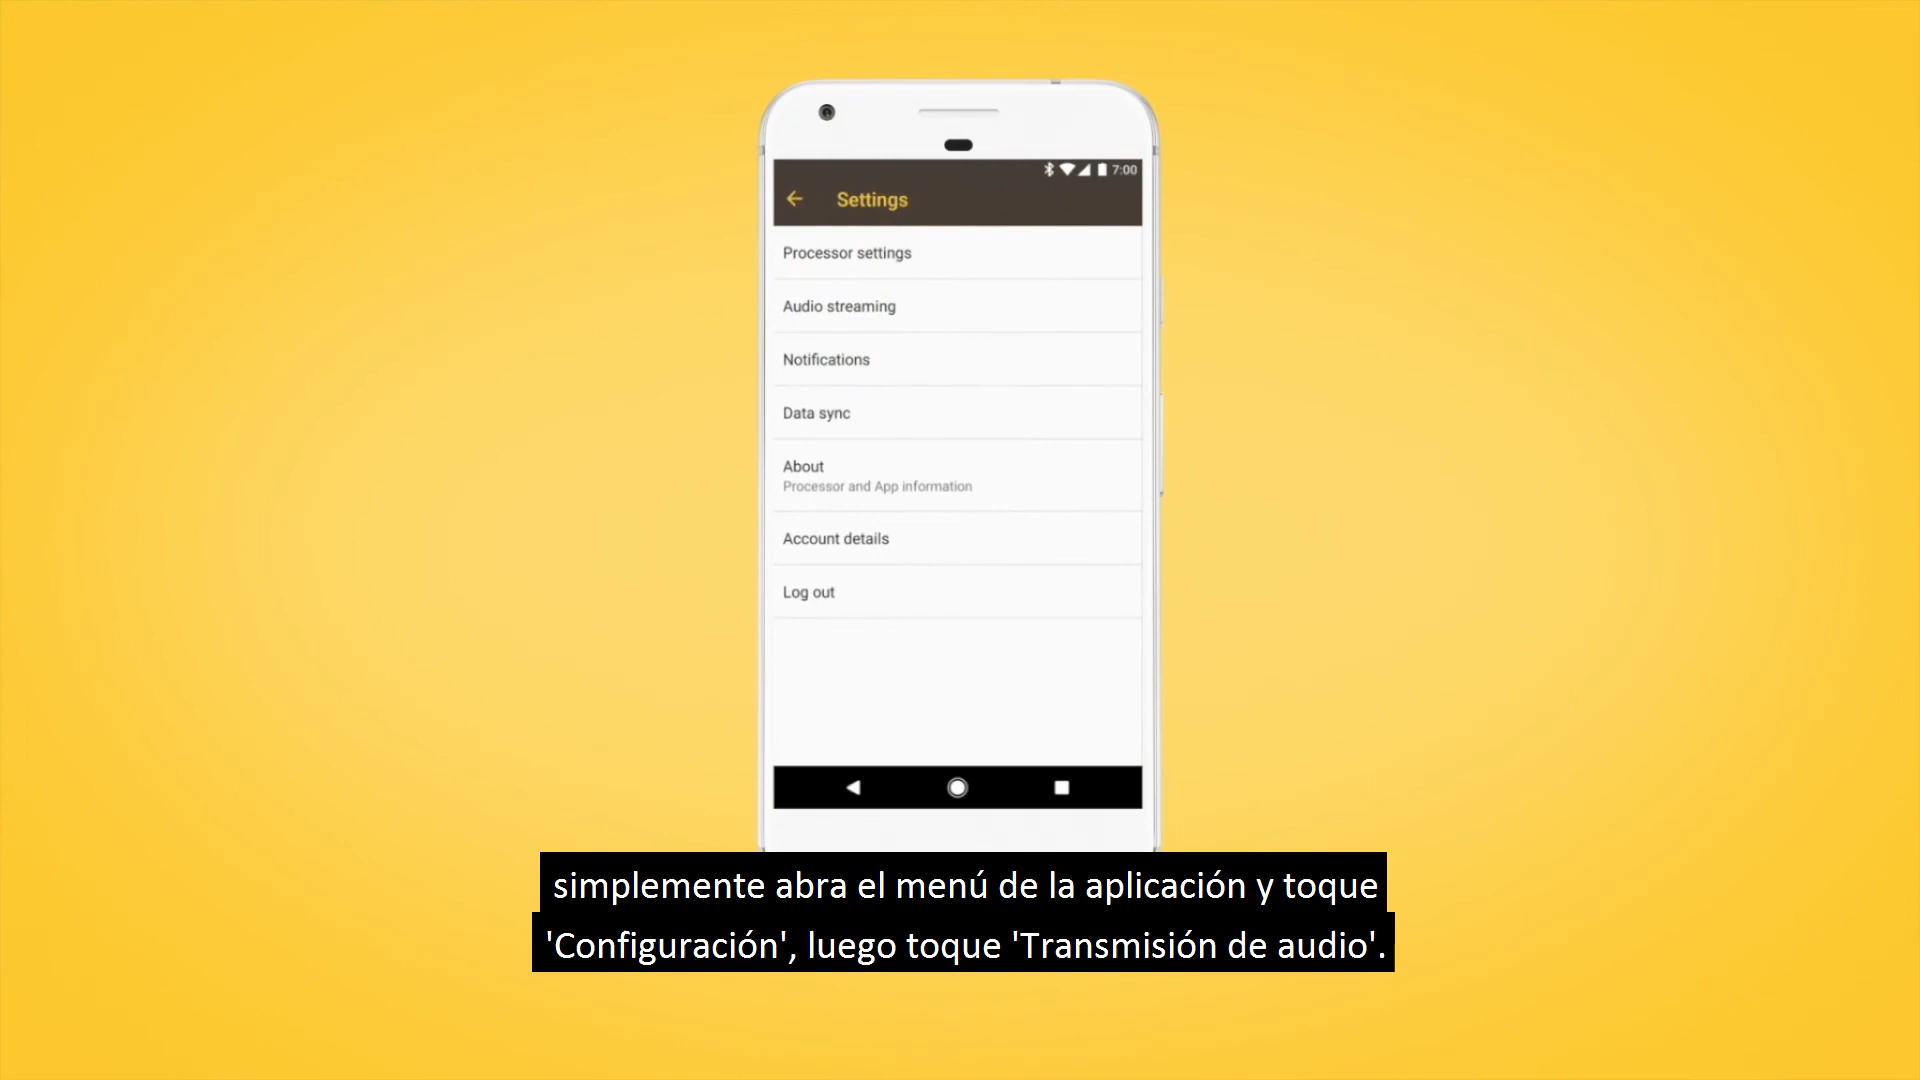 7:00
Settings
Processor settings
Audio streaming
Notifications
Data sync
About
Processor and App information
Account details
Log out
simplemente abra el menú de la aplicación y toque
'Configuración', luego toque 'Transmisión de audio'.